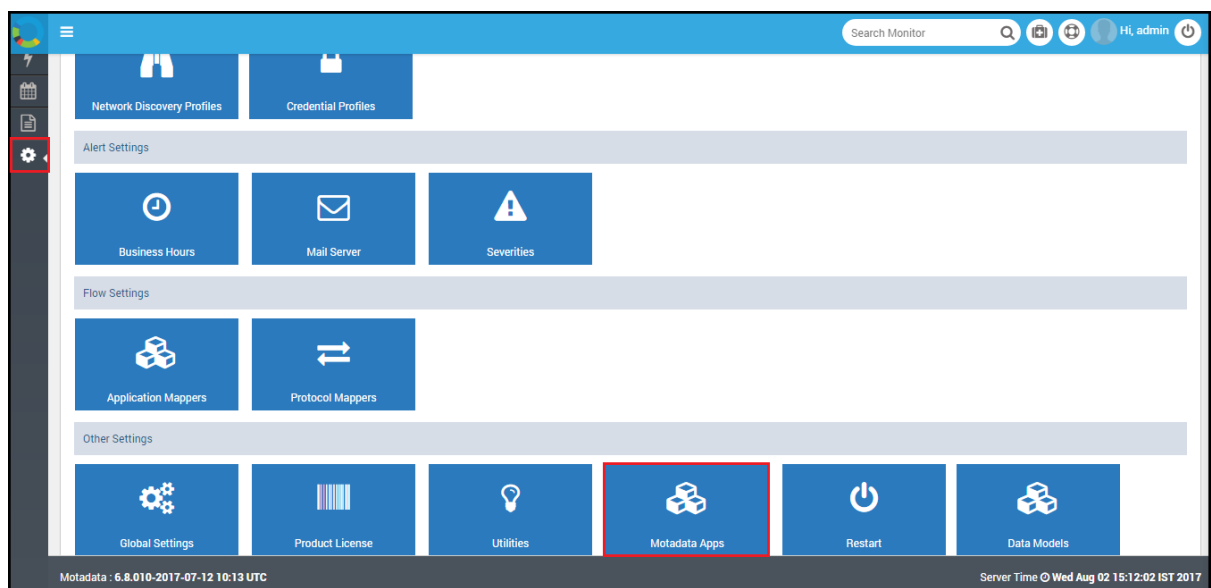 Search Monitor
Hi, admin
Network Discovery Profiles
Credential Profiles
Alert Settings
Business Hours
Mail Server
Severities
Flow Settings
Application Mappers
Protocol Mappers
Other Settings
Global Settings
Product License
Utilities
Motadata Apps
Restart
Data Models
Motadata : 6.8.010-2017-07-12 10:13 UTC
Server Time Wed Aug 02 15:12:02 IST 2017